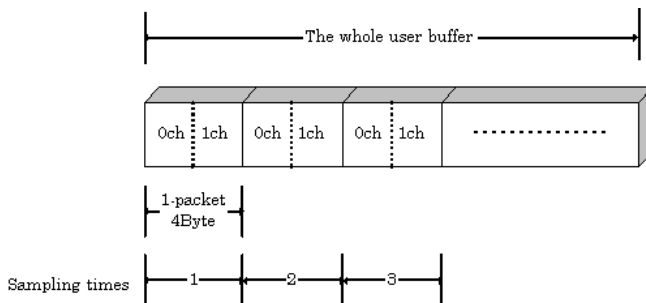 The whole user buffer
0ch 1ch 0ch 1ch 0ch 1ch
1-packet
4Byte
Sampling times 1 2 3